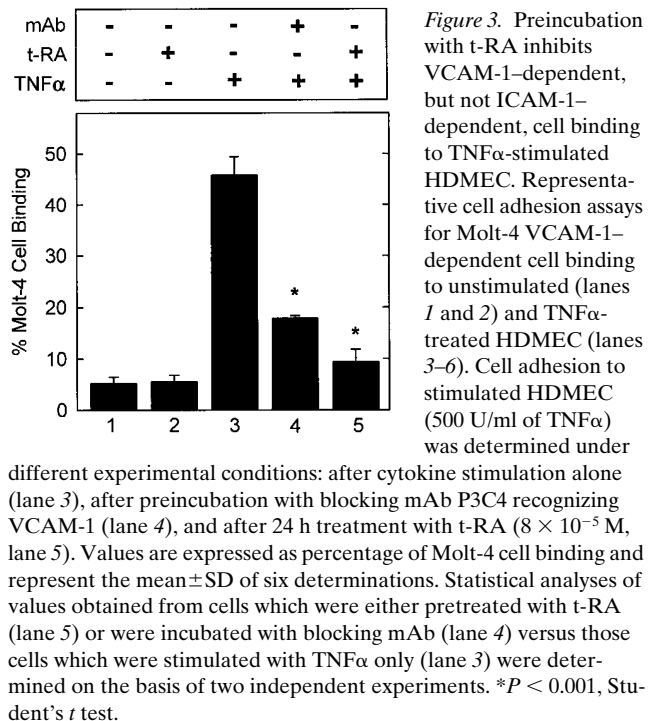 mAb - - - + -
t-RA - + - - +
TNFα - - + + +
% Molt-4 Cell Binding
50
40
30
20
10
0
*
*
1 2 3 4 5
Figure 3. Preincubation
with t-RA inhibits
VCAM-1–dependent,
but not ICAM-1–
dependent, cell binding
to TNFα-stimulated
HDMEC. Representa-
tive cell adhesion assays
for Molt-4 VCAM-1–
dependent cell binding
to unstimulated (lanes
1 and 2) and TNFα-
treated HDMEC (lanes
3–6). Cell adhesion to
stimulated HDMEC
(500 U/ml of TNFα)
was determined under
different experimental conditions: after cytokine stimulation alone
(lane 3), after preincubation with blocking mAb P3C4 recognizing
VCAM-1 (lane 4), and after 24 h treatment with t-RA (8 × 10⁻⁵ M,
lane 5). Values are expressed as percentage of Molt-4 cell binding and
represent the mean±SD of six determinations. Statistical analyses of
values obtained from cells which were either pretreated with t-RA
(lane 5) or were incubated with blocking mAb (lane 4) versus those
cells which were stimulated with TNFα only (lane 3) were deter-
mined on the basis of two independent experiments. *P < 0.001, Stu-
dent's t test.